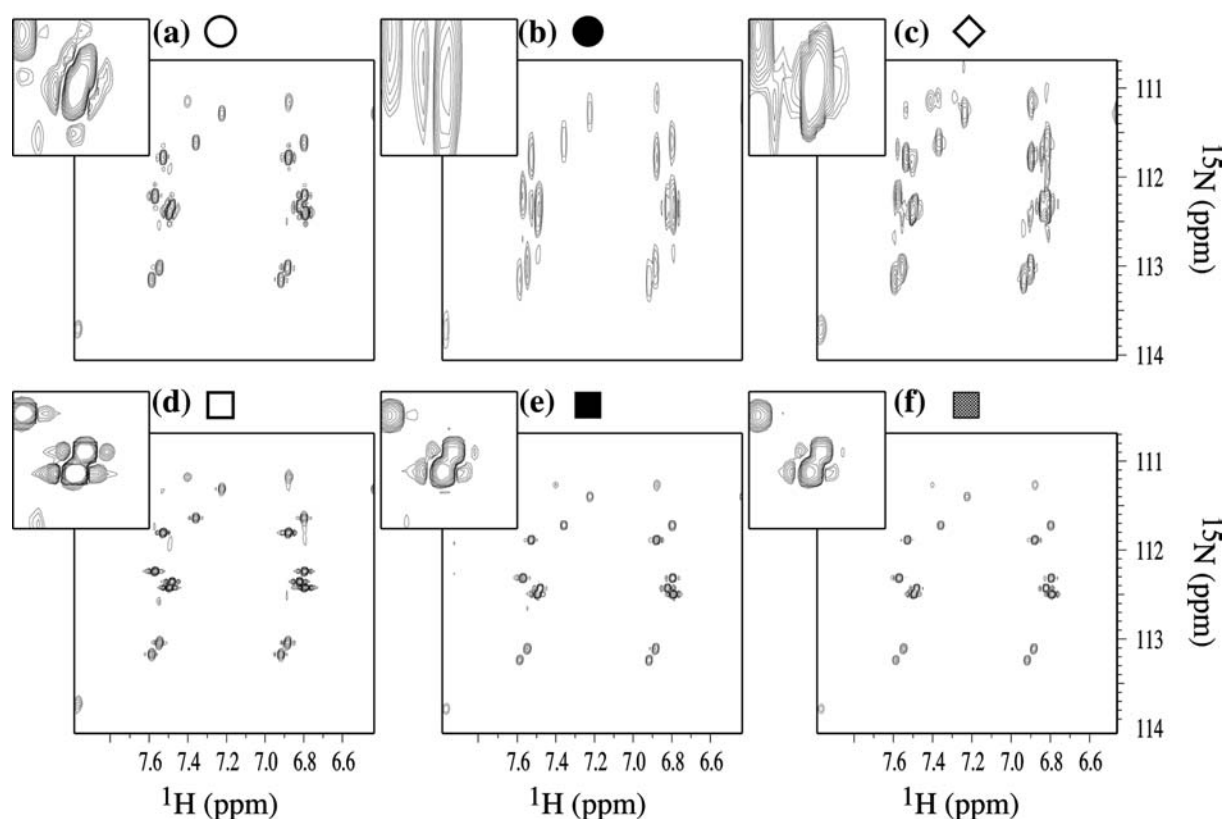 (a)
(b)
(c)
111
112
113
114
¹⁵N (ppm)
(d)
(e)
(f)
111
112
113
114
¹⁵N (ppm)
7.6 7.4 7.2 7.0 6.8 6.6
7.6 7.4 7.2 7.0 6.8 6.6
7.6 7.4 7.2 7.0 6.8 6.6
¹H (ppm)
¹H (ppm)
¹H (ppm)